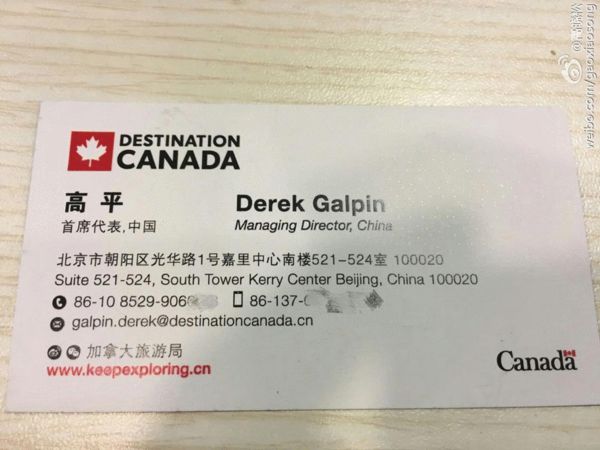 DESTINATION
CANADA
高 平 Derek Galpin
首席代表,中国 Managing Director, China
北京市朝阳区光华路1号嘉里中心南楼521-524室 100020
Suite 521-524, South Tower Kerry Center Beijing, China 100020
86-10 8529-906 86-137-
galpin.derek@destinationcanada.cn
加拿大旅游局
www.keepexploring.cn
Canada
weibo.com/gaoxiaosong